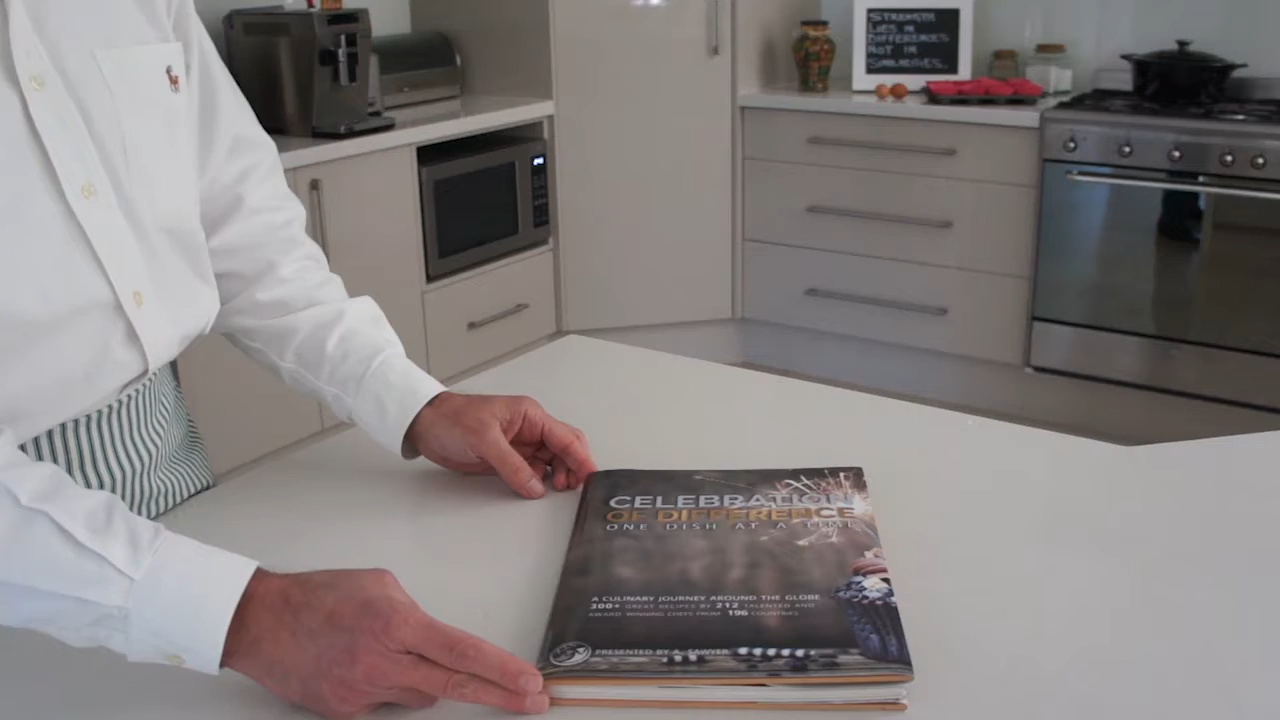 STRENGTH
LIES IN
DIFFERENCES
NOT IN
SIMILARITIES.
CELEBRATION
OF DIFFERENCE
ONE DISH AT A TIME
A CULINARY JOURNEY AROUND THE GLOBE
300+ GREAT RECIPES BY 212 TALENTED AND
AWARD WINNING CHEFS FROM 196 COUNTRIES
PRESENTED BY A. SAWYER